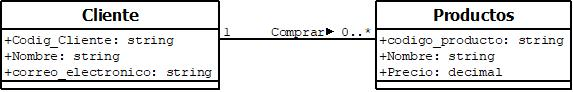 Cliente
+Codig_Cliente: string
+Nombre: string
+correo_electronico: string
1 Comprar▶ 0..*
Productos
+codigo_producto: string
+Nombre: string
+Precio: decimal